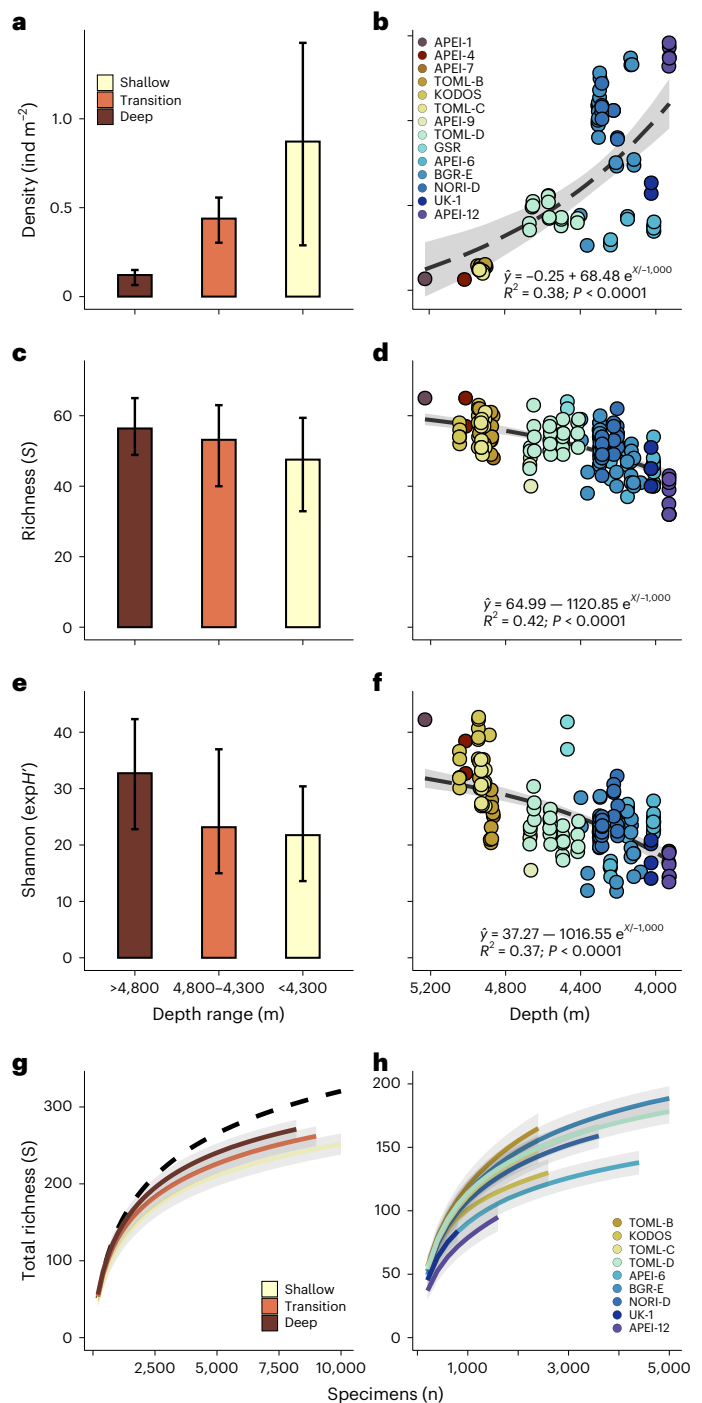 a
Density (ind m⁻²)
1.0
0.5
0
Shallow
Transition
Deep
b
APEI-1
APEI-4
APEI-7
TOML-B
KODOS
TOML-C
APEI-9
TOML-D
GSR
APEI-6
BGR-E
NORI-D
UK-1
APEI-12
ŷ = –0.25 + 68.48 e^X/–1,000
R² = 0.38; P < 0.0001
c
Richness (S)
60
40
20
0
d
ŷ = 64.99 — 1120.85 e^X/–1,000
R² = 0.42; P < 0.0001
e
Shannon (expH′)
40
30
20
10
0
>4,800 4,800–4,300 <4,300
Depth range (m)
f
ŷ = 37.27 — 1016.55 e^X/–1,000
R² = 0.37; P < 0.0001
5,200 4,800 4,400 4,000
Depth (m)
g
Total richness (S)
300
200
100
0
Shallow
Transition
Deep
2,500 5,000 7,500 10,000
h
200
150
100
50
0
TOML-B
KODOS
TOML-C
TOML-D
APEI-6
BGR-E
NORI-D
UK-1
APEI-12
1,000 3,000 5,000
Specimens (n)